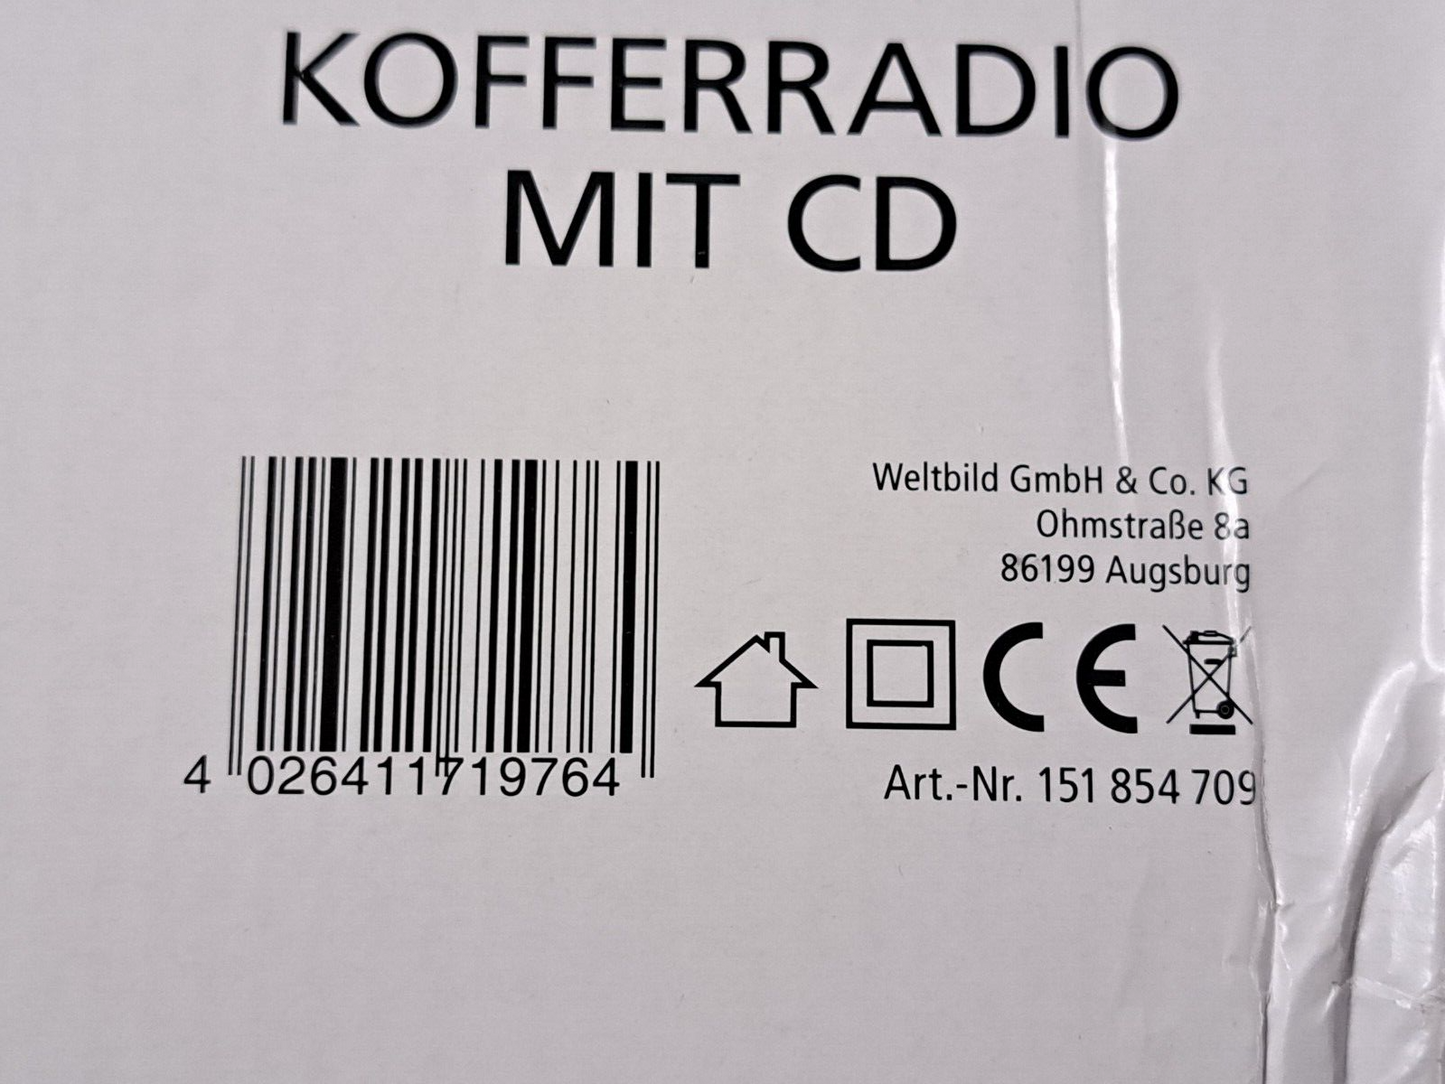 KOFFERRADIO
MIT CD
Weltbild GmbH & Co. KG
Ohmstraße 8a
86199 Augsburg
CE
4 026411 719764
Art.-Nr. 151 854 709